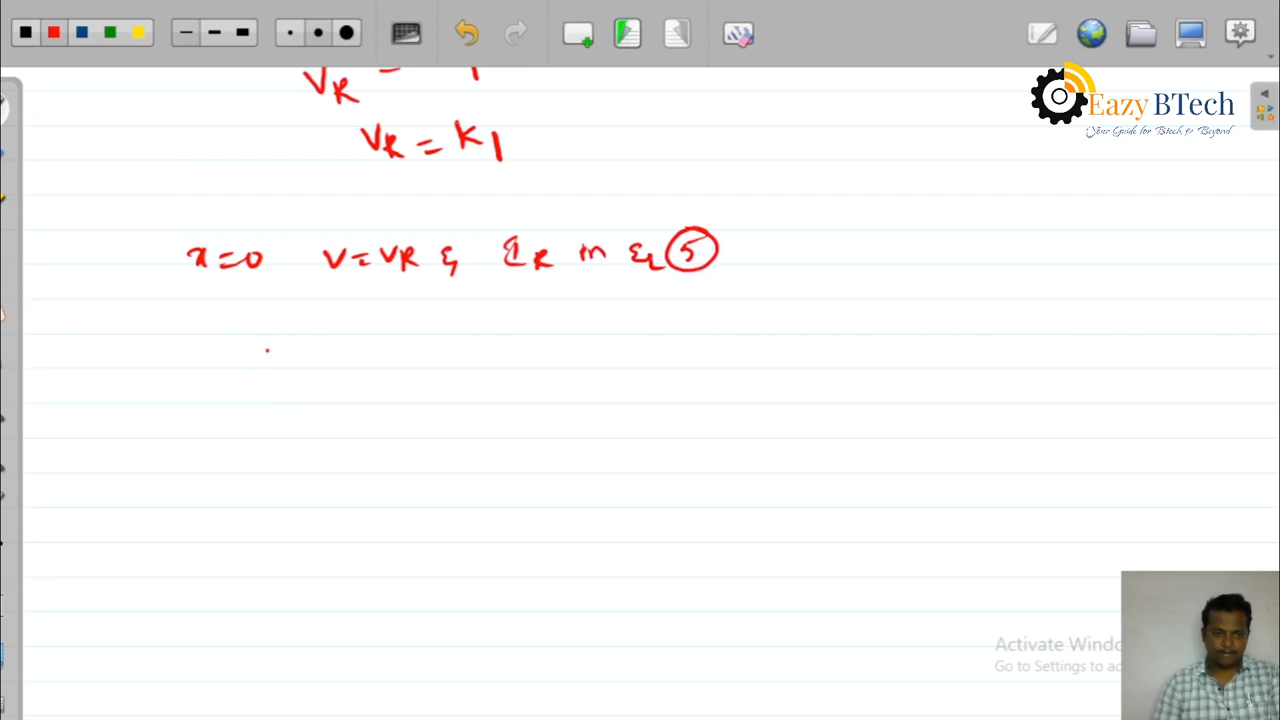 Eazy BTech
Your Guide for Btech & Beyond
VR =
VR = K1
x=0 V=VR & IR in Eq 5
Activate Windo
Go to Settings to ac